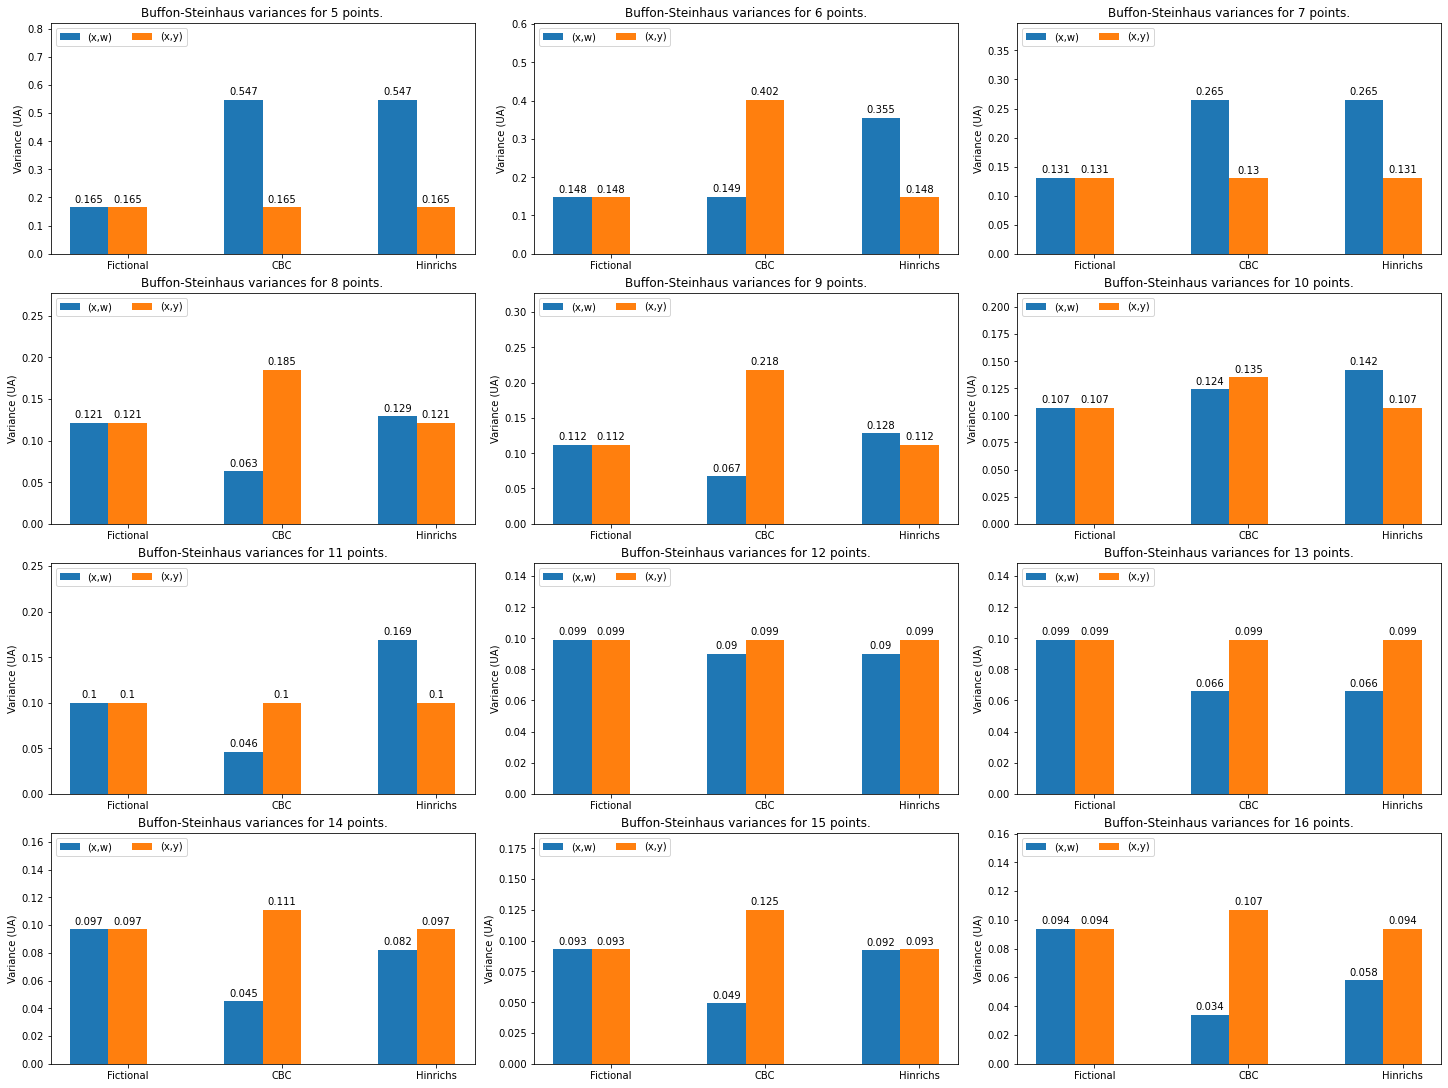 Buffon-Steinhaus variances for 5 points.
(x,w) (x,y)
Variance (UA)
0.8
0.7
0.6
0.5
0.4
0.3
0.2
0.1
0.0
0.165 0.165 0.547 0.165 0.547 0.165
Fictional CBC Hinrichs
Buffon-Steinhaus variances for 6 points.
(x,w) (x,y)
Variance (UA)
0.6
0.5
0.4
0.3
0.2
0.1
0.0
0.148 0.148 0.149 0.402 0.355 0.148
Fictional CBC Hinrichs
Buffon-Steinhaus variances for 7 points.
(x,w) (x,y)
Variance (UA)
0.35
0.30
0.25
0.20
0.15
0.10
0.05
0.00
0.131 0.131 0.265 0.13 0.265 0.131
Fictional CBC Hinrichs
Buffon-Steinhaus variances for 8 points.
(x,w) (x,y)
Variance (UA)
0.25
0.20
0.15
0.10
0.05
0.00
0.121 0.121 0.063 0.185 0.129 0.121
Fictional CBC Hinrichs
Buffon-Steinhaus variances for 9 points.
(x,w) (x,y)
Variance (UA)
0.30
0.25
0.20
0.15
0.10
0.05
0.00
0.112 0.112 0.067 0.218 0.128 0.112
Fictional CBC Hinrichs
Buffon-Steinhaus variances for 10 points.
(x,w) (x,y)
Variance (UA)
0.200
0.175
0.150
0.125
0.100
0.075
0.050
0.025
0.000
0.107 0.107 0.124 0.135 0.142 0.107
Fictional CBC Hinrichs
Buffon-Steinhaus variances for 11 points.
(x,w) (x,y)
Variance (UA)
0.25
0.20
0.15
0.10
0.05
0.00
0.1 0.1 0.046 0.1 0.169 0.1
Fictional CBC Hinrichs
Buffon-Steinhaus variances for 12 points.
(x,w) (x,y)
Variance (UA)
0.14
0.12
0.10
0.08
0.06
0.04
0.02
0.00
0.099 0.099 0.09 0.099 0.09 0.099
Fictional CBC Hinrichs
Buffon-Steinhaus variances for 13 points.
(x,w) (x,y)
Variance (UA)
0.14
0.12
0.10
0.08
0.06
0.04
0.02
0.00
0.099 0.099 0.066 0.099 0.066 0.099
Fictional CBC Hinrichs
Buffon-Steinhaus variances for 14 points.
(x,w) (x,y)
Variance (UA)
0.16
0.14
0.12
0.10
0.08
0.06
0.04
0.02
0.00
0.097 0.097 0.045 0.111 0.082 0.097
Fictional CBC Hinrichs
Buffon-Steinhaus variances for 15 points.
(x,w) (x,y)
Variance (UA)
0.175
0.150
0.125
0.100
0.075
0.050
0.025
0.000
0.093 0.093 0.049 0.125 0.092 0.093
Fictional CBC Hinrichs
Buffon-Steinhaus variances for 16 points.
(x,w) (x,y)
Variance (UA)
0.16
0.14
0.12
0.10
0.08
0.06
0.04
0.02
0.00
0.094 0.094 0.034 0.107 0.058 0.094
Fictional CBC Hinrichs